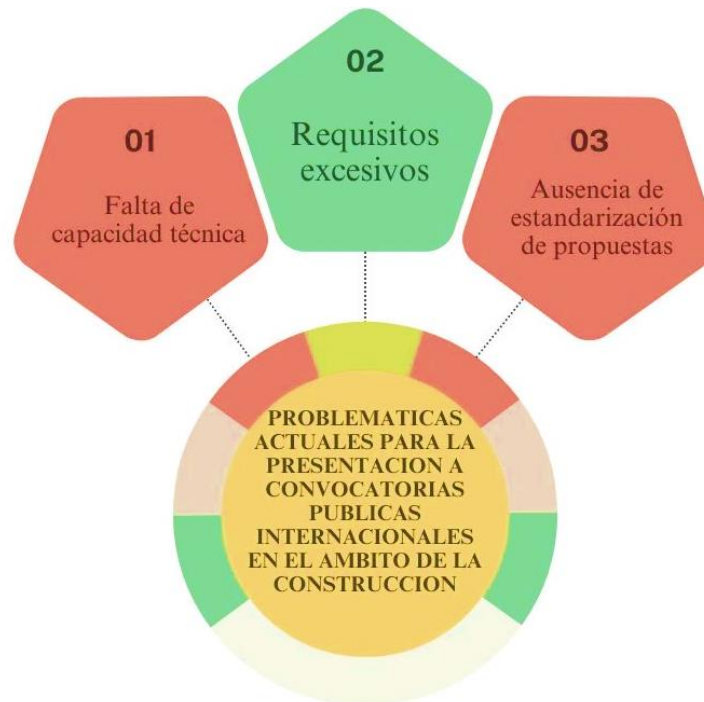 01
Falta de
capacidad técnica
02
Requisitos
excesivos
03
Ausencia de
estandarización
de propuestas
PROBLEMATICAS
ACTUALES PARA LA
PRESENTACION A
CONVOCATORIAS
PUBLICAS
INTERNACIONALES
EN EL AMBITO DE LA
CONSTRUCCION